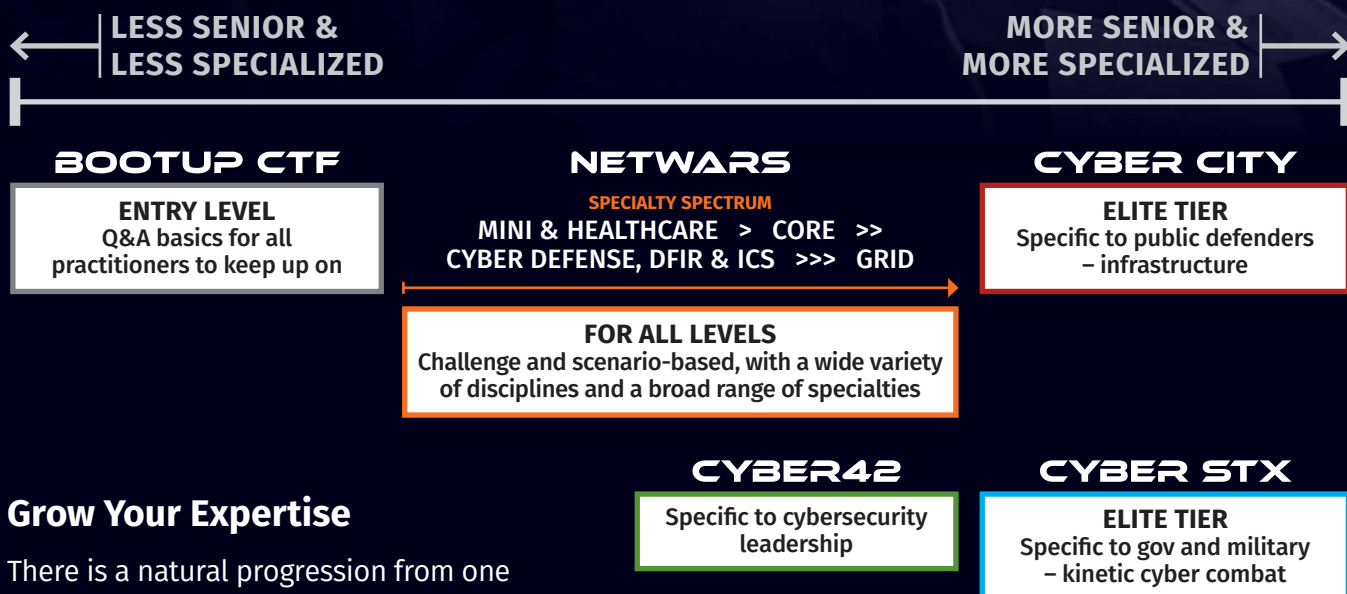 LESS SENIOR &
LESS SPECIALIZED
MORE SENIOR &
MORE SPECIALIZED
BOOTUP CTF
ENTRY LEVEL
Q&A basics for all
practitioners to keep up on
NETWARS
SPECIALTY SPECTRUM
MINI & HEALTHCARE > CORE >>
CYBER DEFENSE, DFIR & ICS >>> GRID
FOR ALL LEVELS
Challenge and scenario-based, with a wide variety
of disciplines and a broad range of specialties
CYBER CITY
ELITE TIER
Specific to public defenders
– infrastructure
CYBER42
Specific to cybersecurity
leadership
CYBER STX
ELITE TIER
Specific to gov and military
– kinetic cyber combat
Grow Your Expertise
There is a natural progression from one